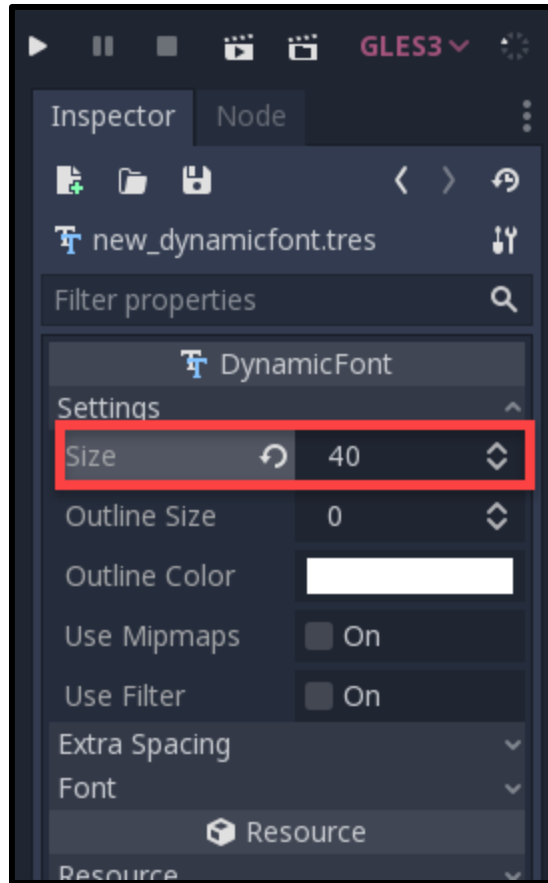 GLES3
Inspector Node
new_dynamicfont.tres
Filter properties
DynamicFont
Settings
Size 40
Outline Size 0
Outline Color
Use Mipmaps On
Use Filter On
Extra Spacing
Font
Resource
Resource